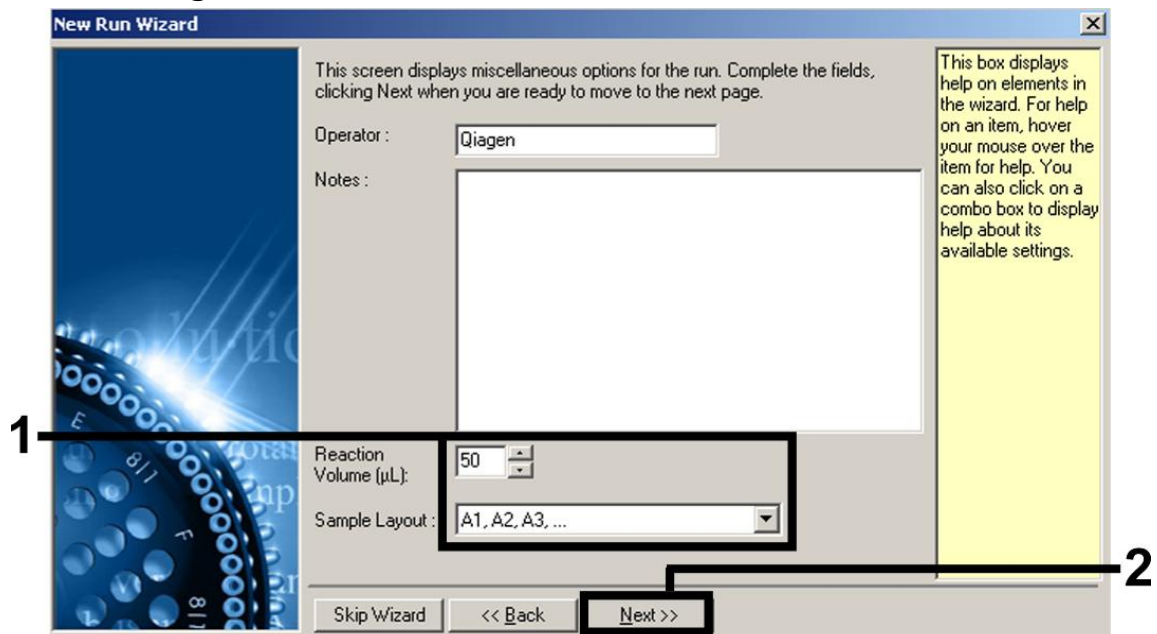 New Run Wizard
This screen displays miscellaneous options for the run. Complete the fields,
clicking Next when you are ready to move to the next page.
Operator :
Qiagen
Notes :
Reaction
Volume (µL):
50
Sample Layout :
A1, A2, A3, ...
Skip Wizard
<< Back
Next >>
This box displays
help on elements in
the wizard. For help
on an item, hover
your mouse over the
item for help. You
can also click on a
combo box to display
help about its
available settings.
1
2
E
8/1
F
8/1